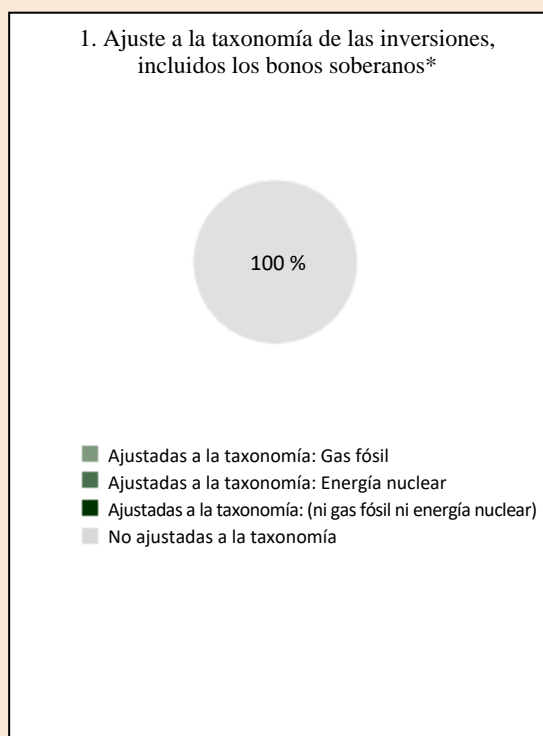 1. Ajuste a la taxonomía de las inversiones,
incluidos los bonos soberanos*
100 %
Ajustadas a la taxonomía: Gas fósil
Ajustadas a la taxonomía: Energía nuclear
Ajustadas a la taxonomía: (ni gas fósil ni energía nuclear)
No ajustadas a la taxonomía